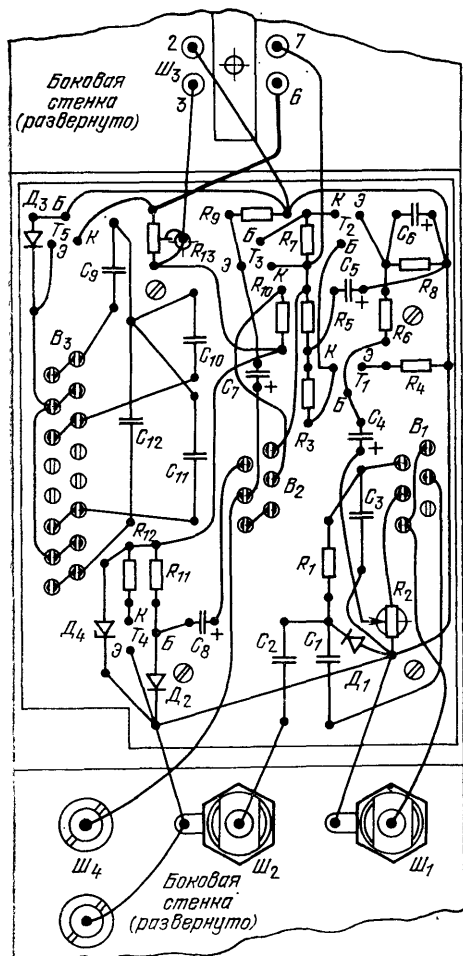 2
7
Ш3
3
6
Боковая
стенка
(развернуто)
Д3
Б
Т5
Э
К
С9
R13
R9
Б
Т3
Э
К
R7
К
Э
Т2
Б
С6
R8
С5
+
+
R10
R5
R6
В3
С10
С7
+
К
Э
Т1
R4
Б
R3
С4
+
С12
С11
В2
С3
В1
R12
R11
R1
R2
Д4
К
Т4
Э
Б
С8
+
Д2
С2
С1
Д1
Ш4
Ш2
Ш1
Боковая
стенка
(развернуто)